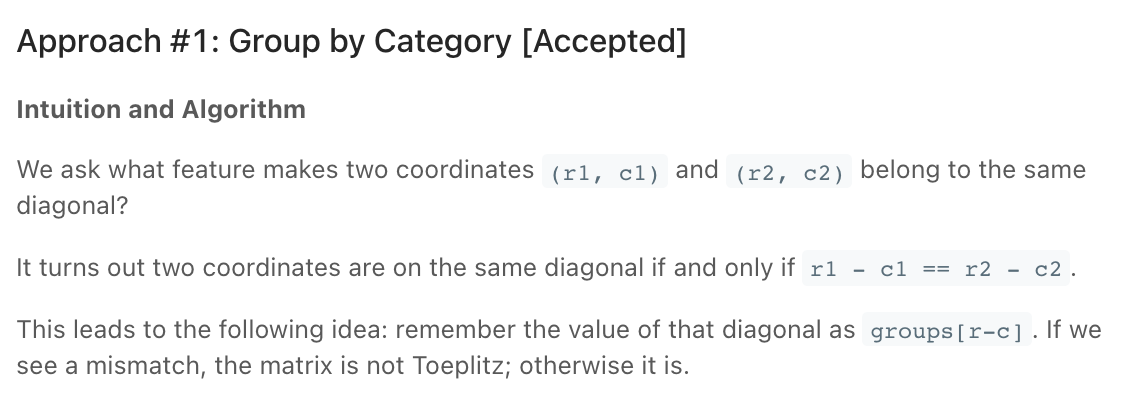 Approach #1: Group by Category [Accepted]
Intuition and Algorithm
We ask what feature makes two coordinates (r1, c1) and (r2, c2) belong to the same
diagonal?
It turns out two coordinates are on the same diagonal if and only if r1 - c1 == r2 - c2.
This leads to the following idea: remember the value of that diagonal as groups[r-c]. If we
see a mismatch, the matrix is not Toeplitz; otherwise it is.